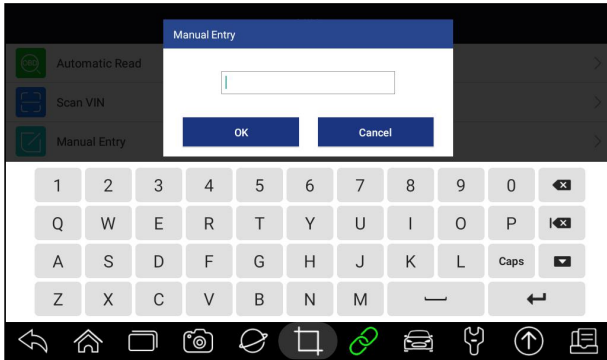 Manual Entry
Automatic Read
Scan VIN
Manual Entry
OK Cancel
1 2 3 4 5 6 7 8 9 0
Q W E R T Y U I O P
A S D F G H J K L Caps
Z X C V B N M